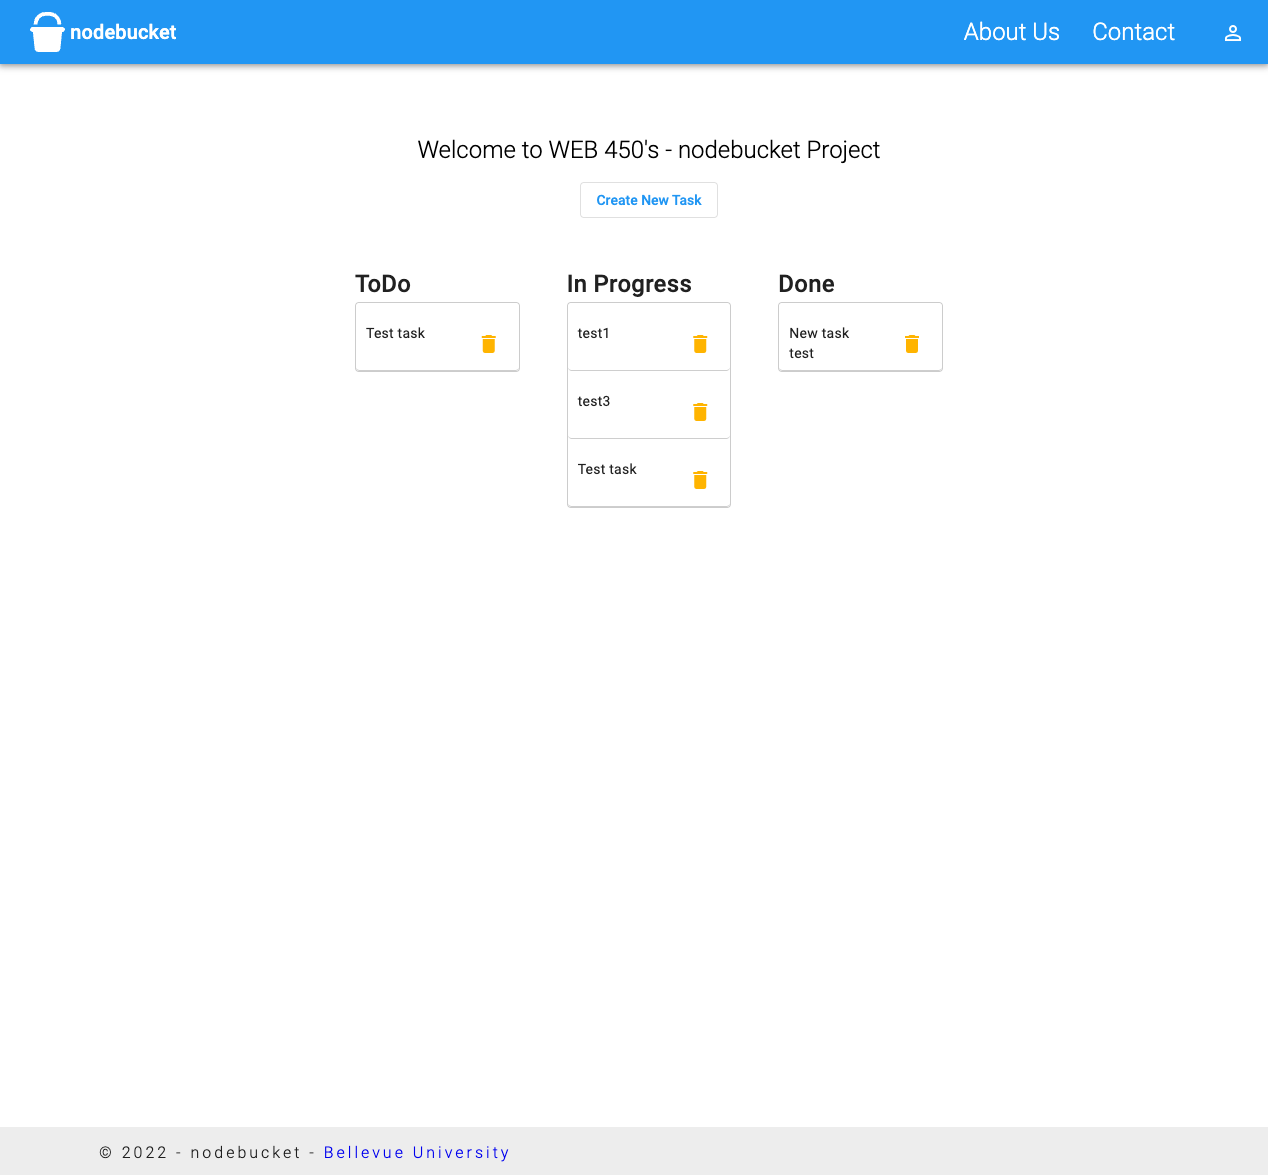 nodebucket
About Us
Contact
Welcome to WEB 450's - nodebucket Project
Create New Task
ToDo
Test task
In Progress
test1
test3
Test task
Done
New task
test
© 2022 - nodebucket - Bellevue University